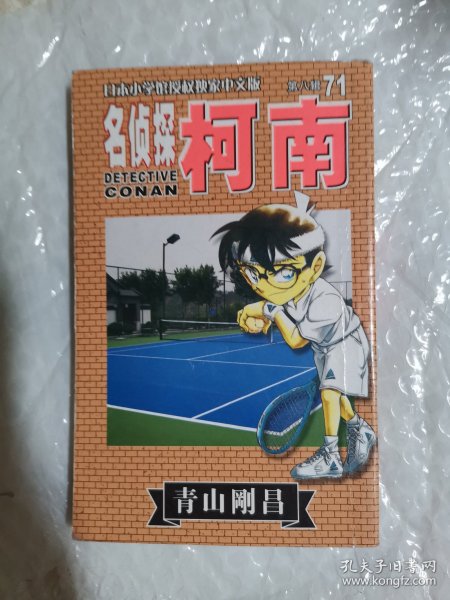 日本小学馆授权独家中文版
第八辑 71
名侦探 柯南
DETECTIVE
CONAN
青山剛昌
孔夫子旧书网
www.kongfz.com